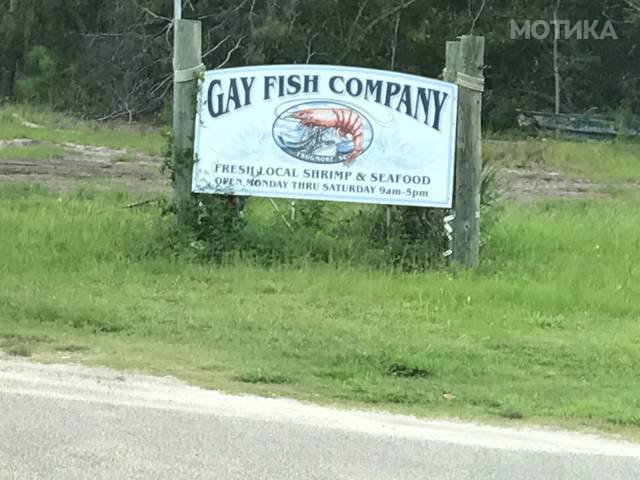 МОТИКА
GAY FISH COMPANY
FROGMORE, SC
FRESH LOCAL SHRIMP & SEAFOOD
OPEN MONDAY THRU SATURDAY 9am-5pm